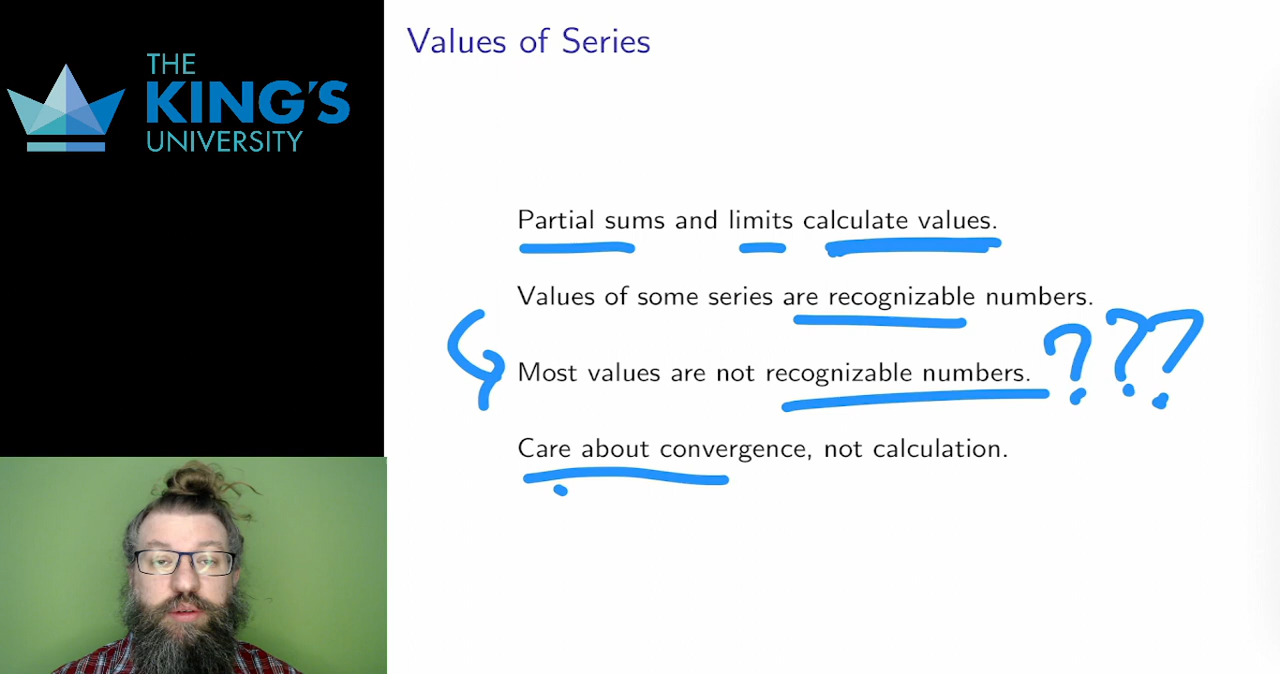 THE
KING'S
UNIVERSITY
Values of Series
Partial sums and limits calculate values.
Values of some series are recognizable numbers.
Most values are not recognizable numbers. ???
Care about convergence, not calculation.